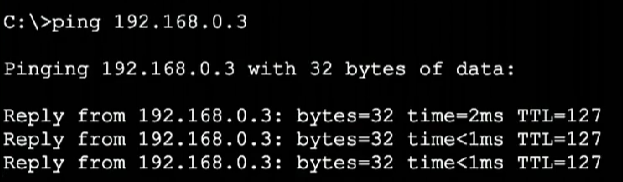 C:\>ping 192.168.0.3
Pinging 192.168.0.3 with 32 bytes of data:
Reply from 192.168.0.3: bytes=32 time=2ms TTL=127
Reply from 192.168.0.3: bytes=32 time<1ms TTL=127
Reply from 192.168.0.3: bytes=32 time<1ms TTL=127